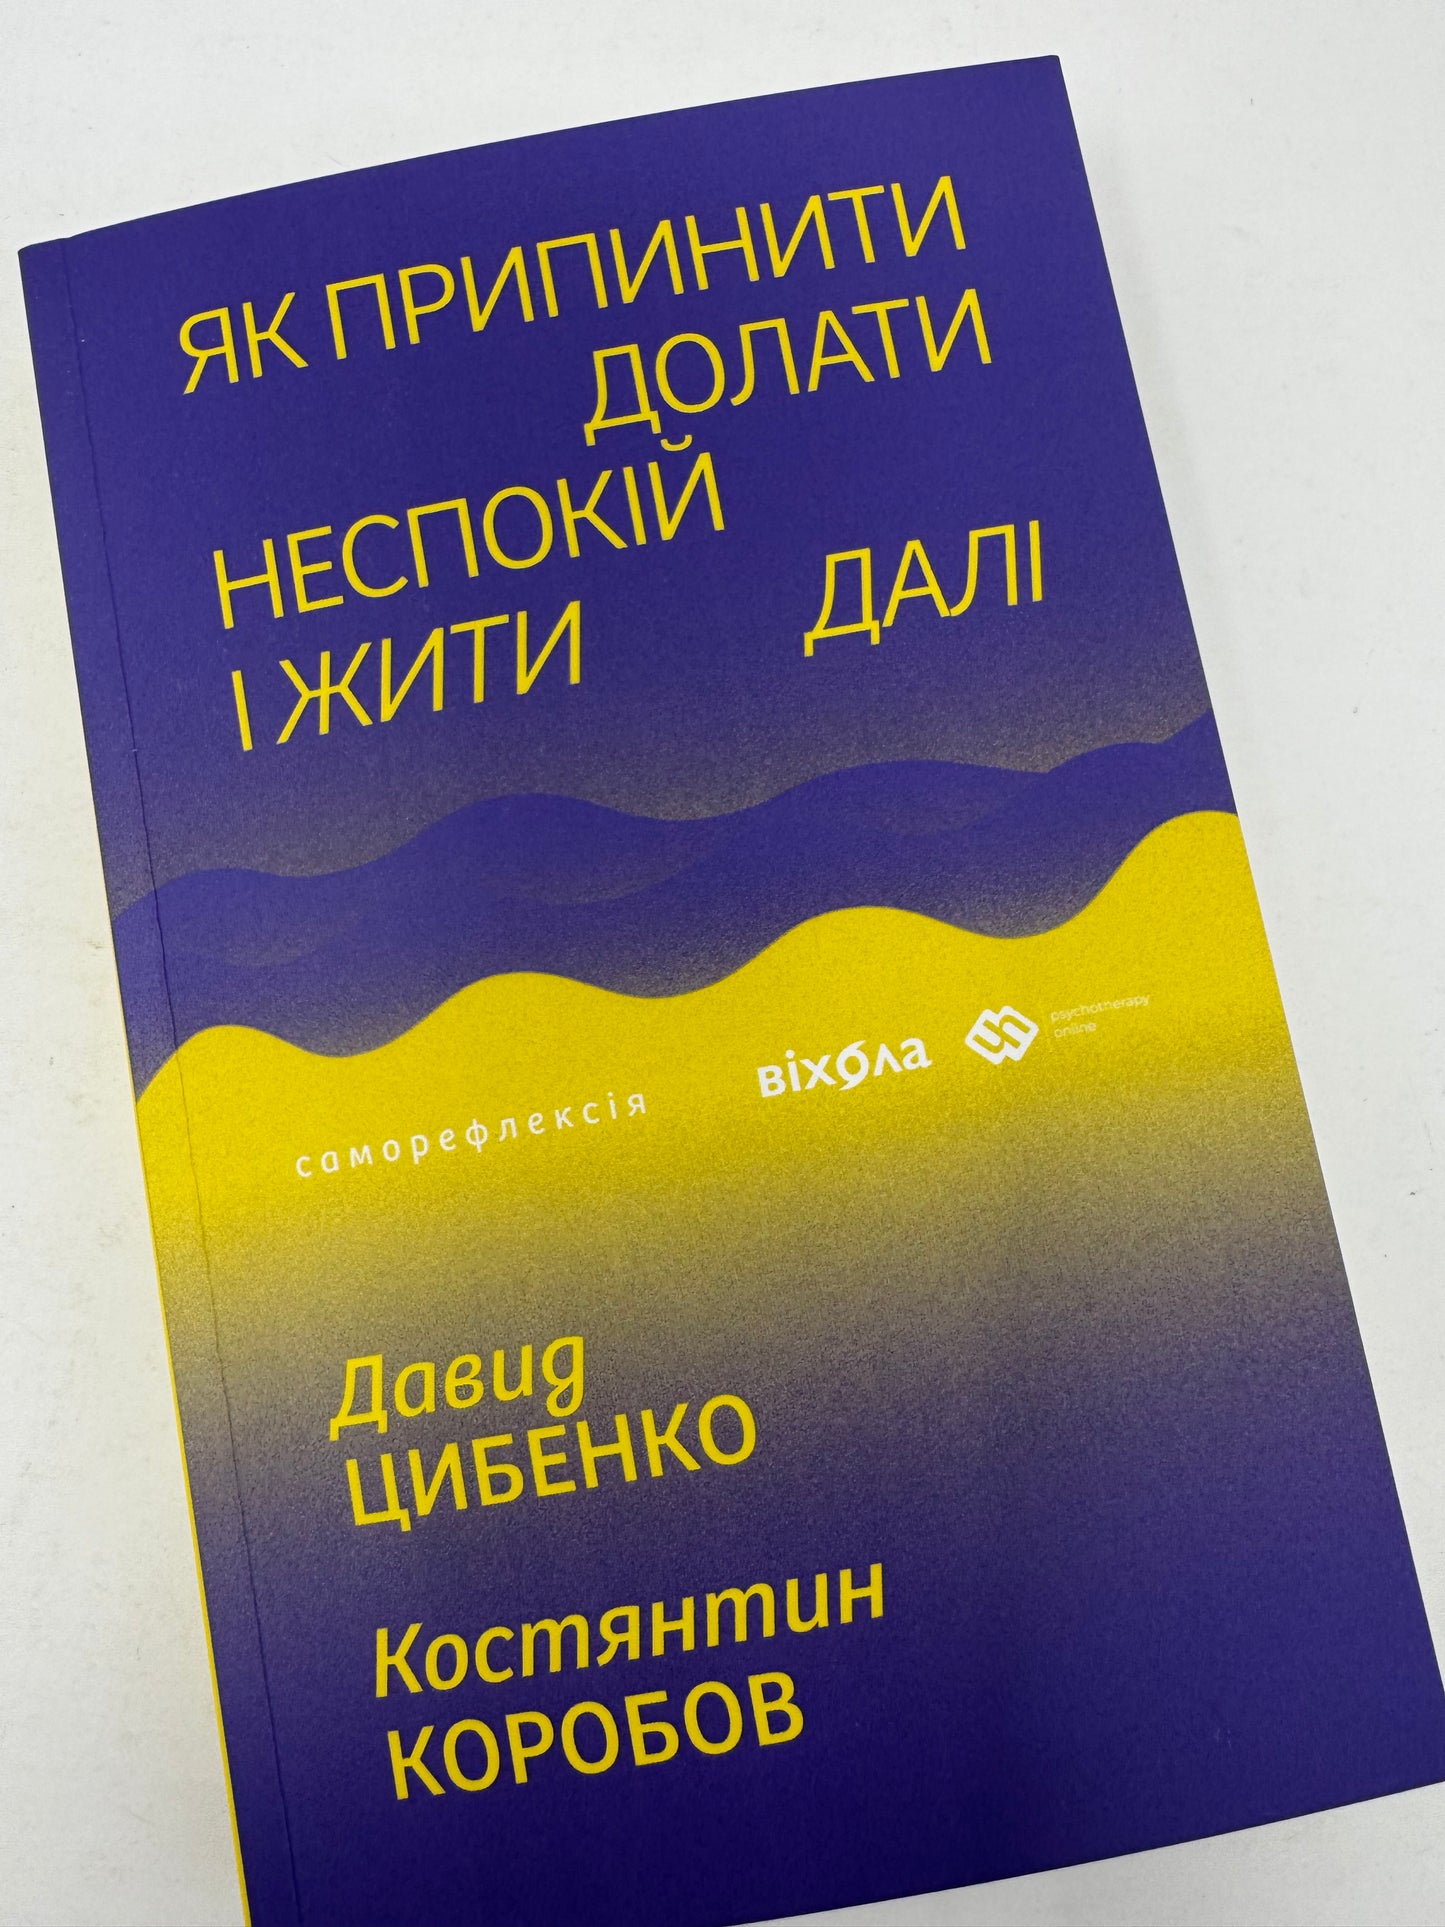 ЯК ПРИПИНИТИ
ДОЛАТИ
НЕСПОКІЙ
І ЖИТИ ДАЛІ
саморефлексія
віхола
psychotherapy
online
Давид
ЦИБЕНКО
Костянтин
КОРОБОВ